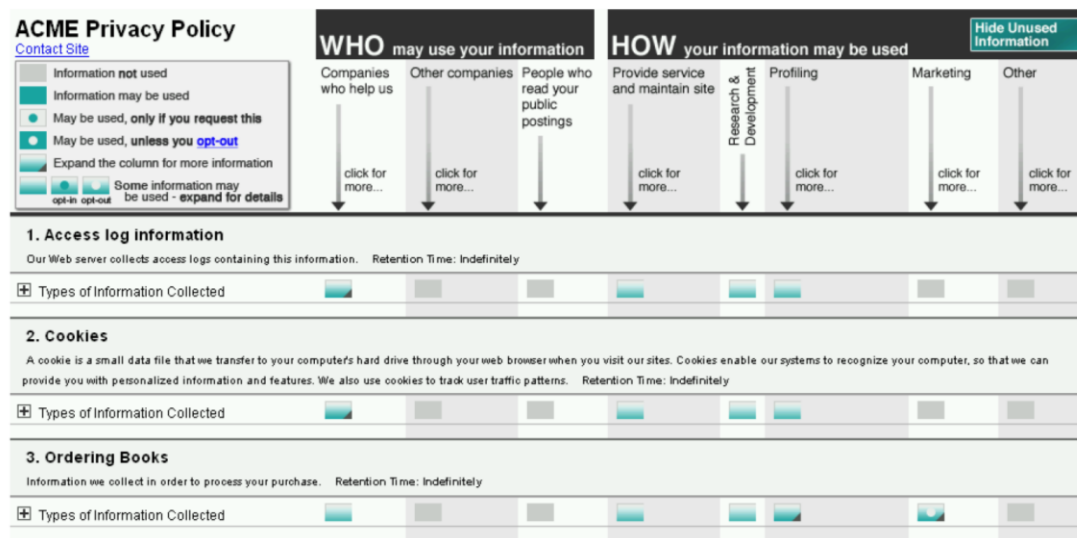 ACME Privacy Policy
Contact Site
Information not used
Information may be used
May be used, only if you request this
May be used, unless you opt-out
Expand the column for more information
Some information may
opt-in opt-out be used - expand for details
WHO may use your information
Companies
who help us
click for
more...
Other companies
click for
more...
People who
read your
public
postings
HOW your information may be used
Hide Unused
Information
Provide service
and maintain site
click for
more...
Research &
Development
Profiling
click for
more...
Marketing
click for
more...
Other
click for
more...
1. Access log information
Our Web server collects access logs containing this information. Retention Time: Indefinitely
Types of Information Collected
2. Cookies
A cookie is a small data file that we transfer to your computer's hard drive through your web browser when you visit our sites. Cookies enable our systems to recognize your computer, so that we can
provide you with personalized information and features. We also use cookies to track user traffic patterns. Retention Time: Indefinitely
Types of Information Collected
3. Ordering Books
Information we collect in order to process your purchase. Retention Time: Indefinitely
Types of Information Collected